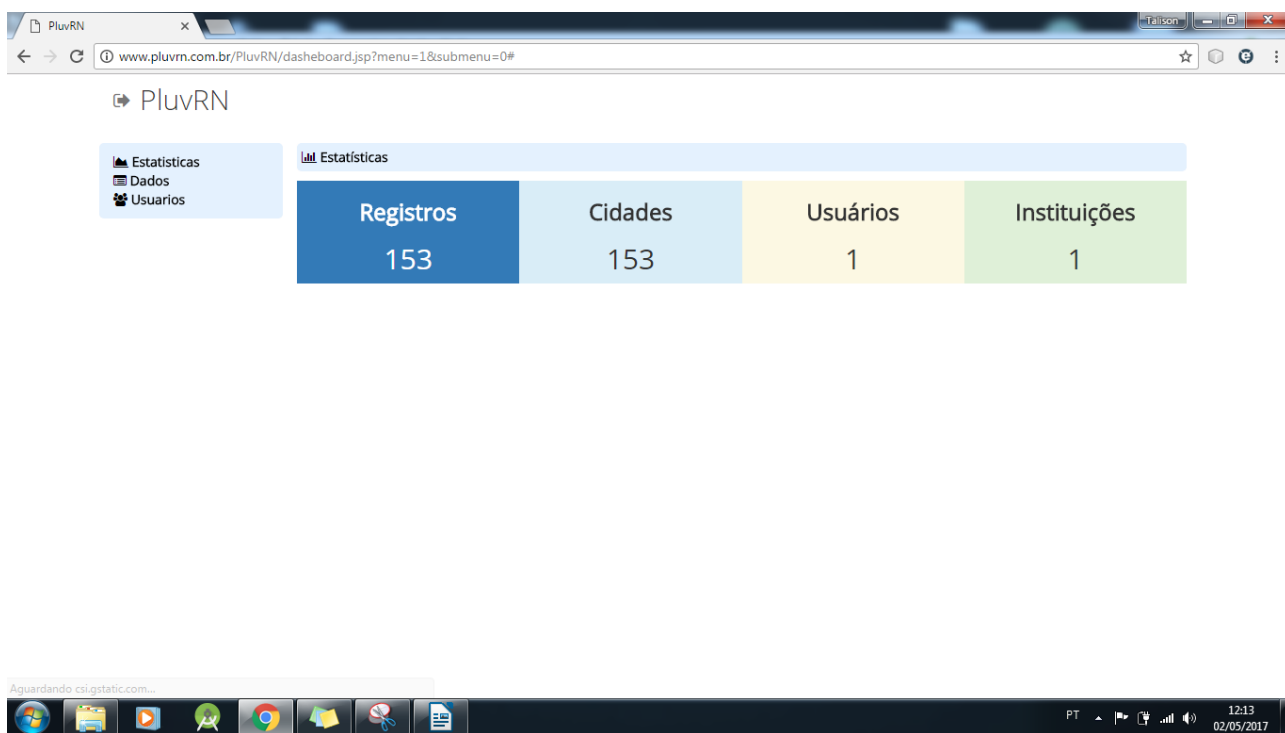 PluvRN
Talison
www.pluvrn.com.br/PluvRN/dasheboard.jsp?menu=1&submenu=0#
PluvRN
Estatisticas
Dados
Usuarios
Estatísticas
Registros
153
Cidades
153
Usuários
1
Instituições
1
Aguardando csi.gstatic.com...
PT
12:13
02/05/2017